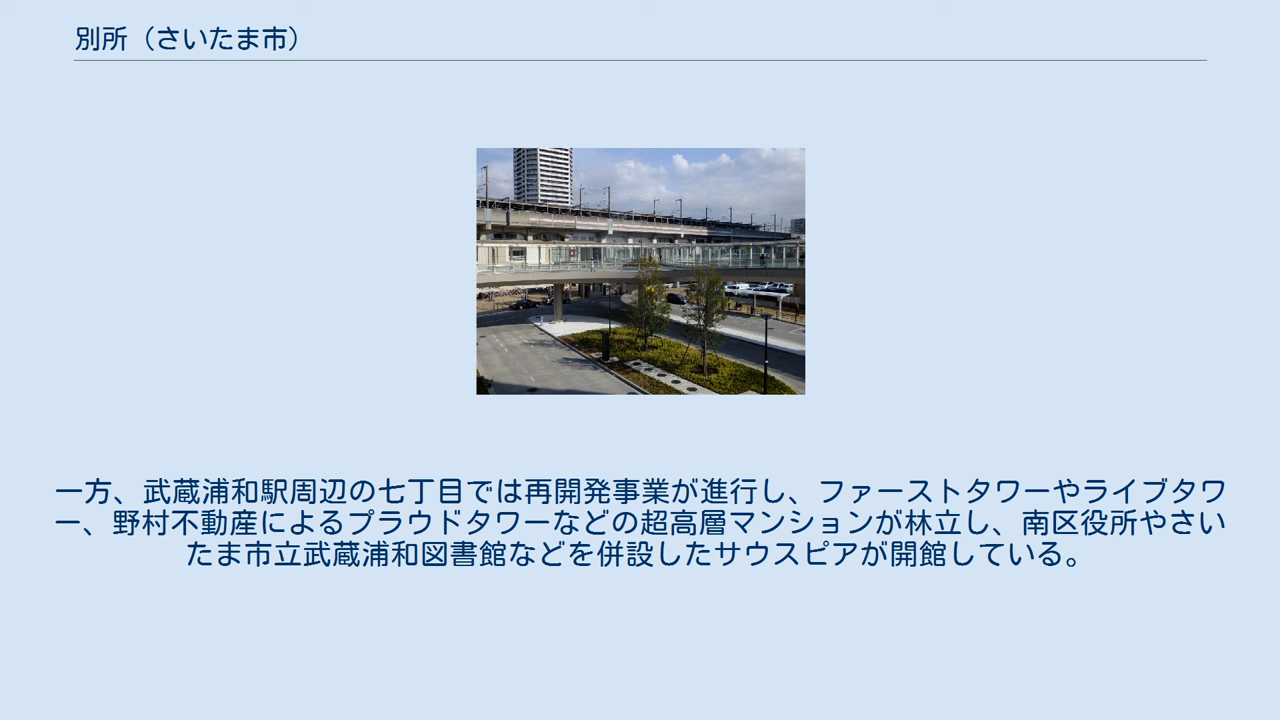 別所（さいたま市）
一方、武蔵浦和駅周辺の七丁目では再開発事業が進行し、ファーストタワーやライブタワ
ー、野村不動産によるプラウドタワーなどの超高層マンションが林立し、南区役所やさい
たま市立武蔵浦和図書館などを併設したサウスピアが開館している。